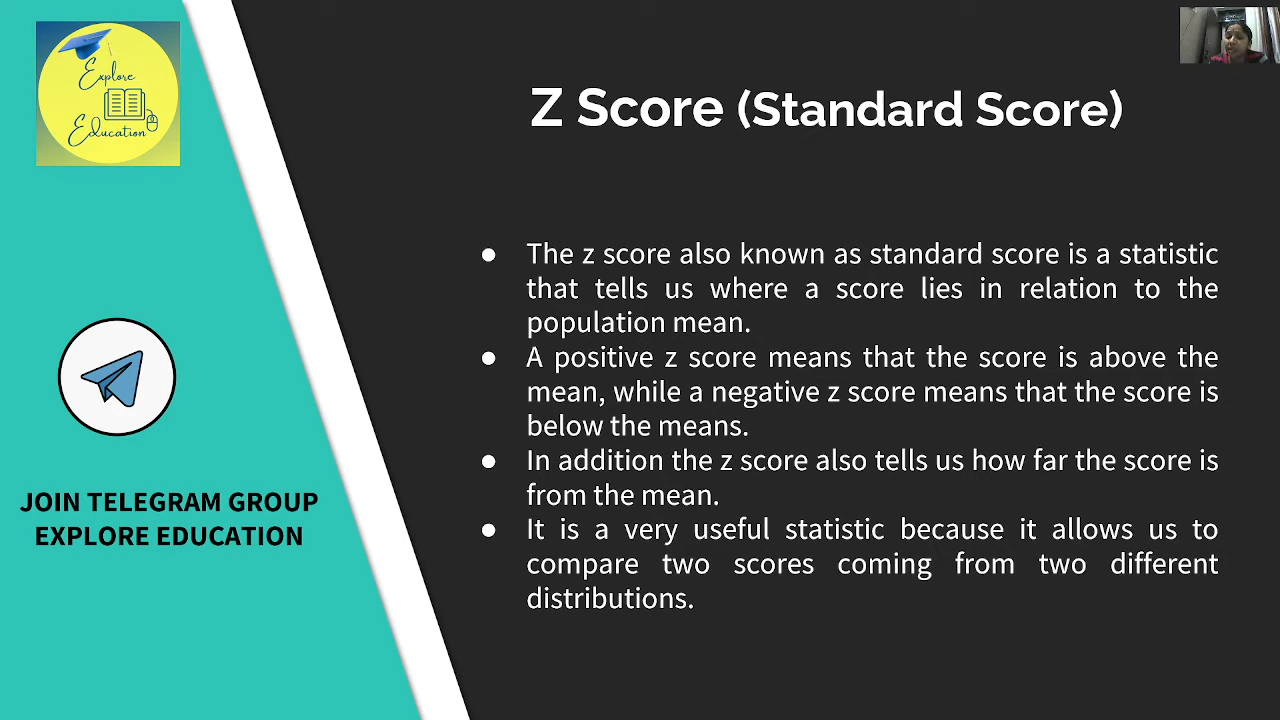 Explore
Education
Z Score (Standard Score)
● The z score also known as standard score is a statistic
that tells us where a score lies in relation to the
population mean.
● A positive z score means that the score is above the
mean, while a negative z score means that the score is
below the means.
● In addition the z score also tells us how far the score is
from the mean.
● It is a very useful statistic because it allows us to
compare two scores coming from two different
distributions.
JOIN TELEGRAM GROUP
EXPLORE EDUCATION